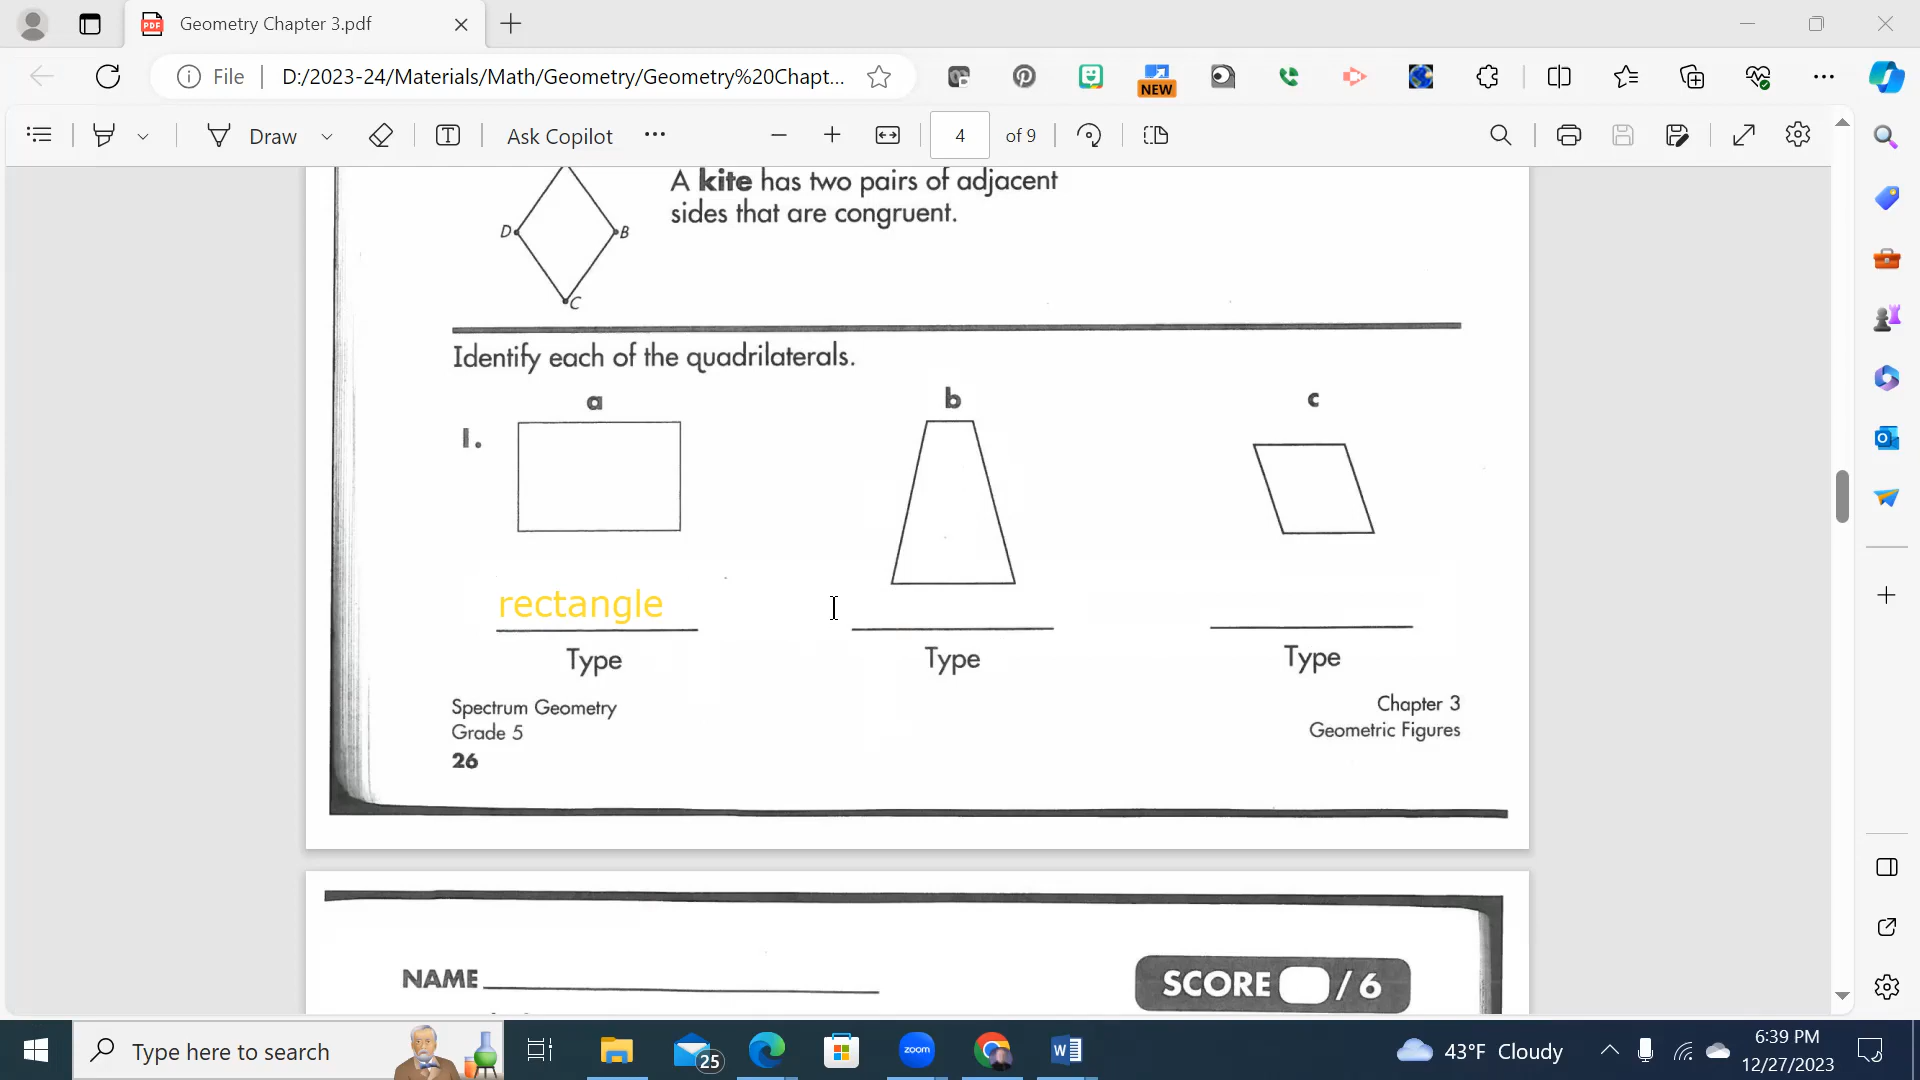 Geometry Chapter 3.pdf
File D:/2023-24/Materials/Math/Geometry/Geometry%20Chapt...
NEW
Draw Ask Copilot 4 of 9
A kite has two pairs of adjacent
sides that are congruent.
D B
C
Identify each of the quadrilaterals.
a b c
1.
rectangle
Type Type Type
Spectrum Geometry Chapter 3
Grade 5 Geometric Figures
26
NAME SCORE / 6
Type here to search 25 zoom 43°F Cloudy 6:39 PM
12/27/2023